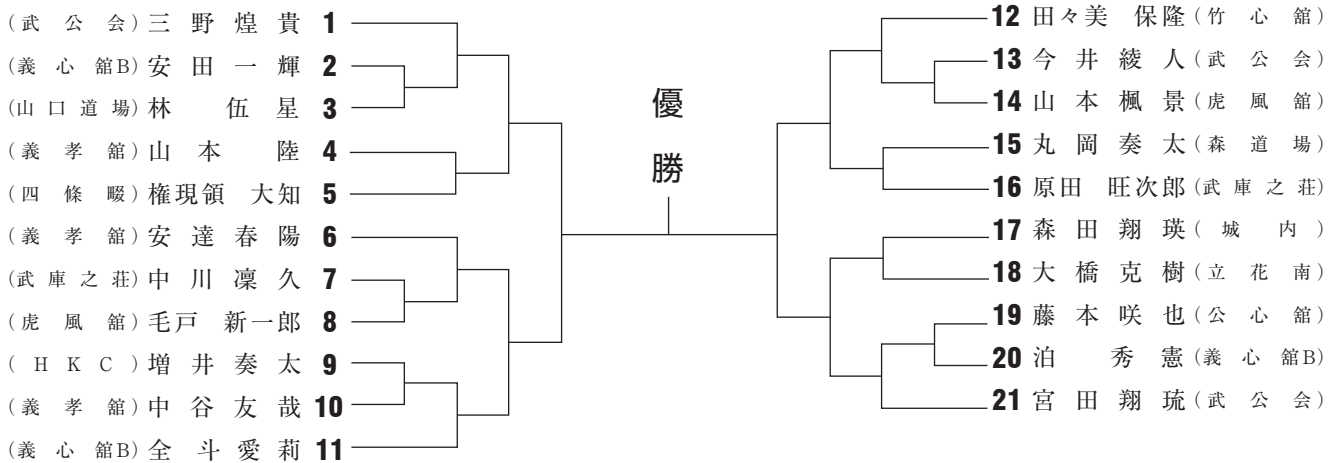 (武公会) 三野煌貴 1
(義心舘B) 安田一輝 2
(山口道場) 林 伍星 3
(義孝舘) 山本 陸 4
(四條畷) 権現領 大知 5
(義孝舘) 安達春陽 6
(武庫之荘) 中川凜久 7
(虎風舘) 毛戸 新一郎 8
(HKC) 増井奏太 9
(義孝舘) 中谷友哉 10
(義心舘B) 全斗愛莉 11
優勝
12 田々美 保隆 (竹心舘)
13 今井綾人 (武公会)
14 山本楓景 (虎風舘)
15 丸岡奏太 (森道場)
16 原田 旺次郎 (武庫之荘)
17 森田翔瑛 (城内)
18 大橋克樹 (立花南)
19 藤本咲也 (公心舘)
20 泊 秀憲 (義心舘B)
21 宮田翔琉 (武公会)